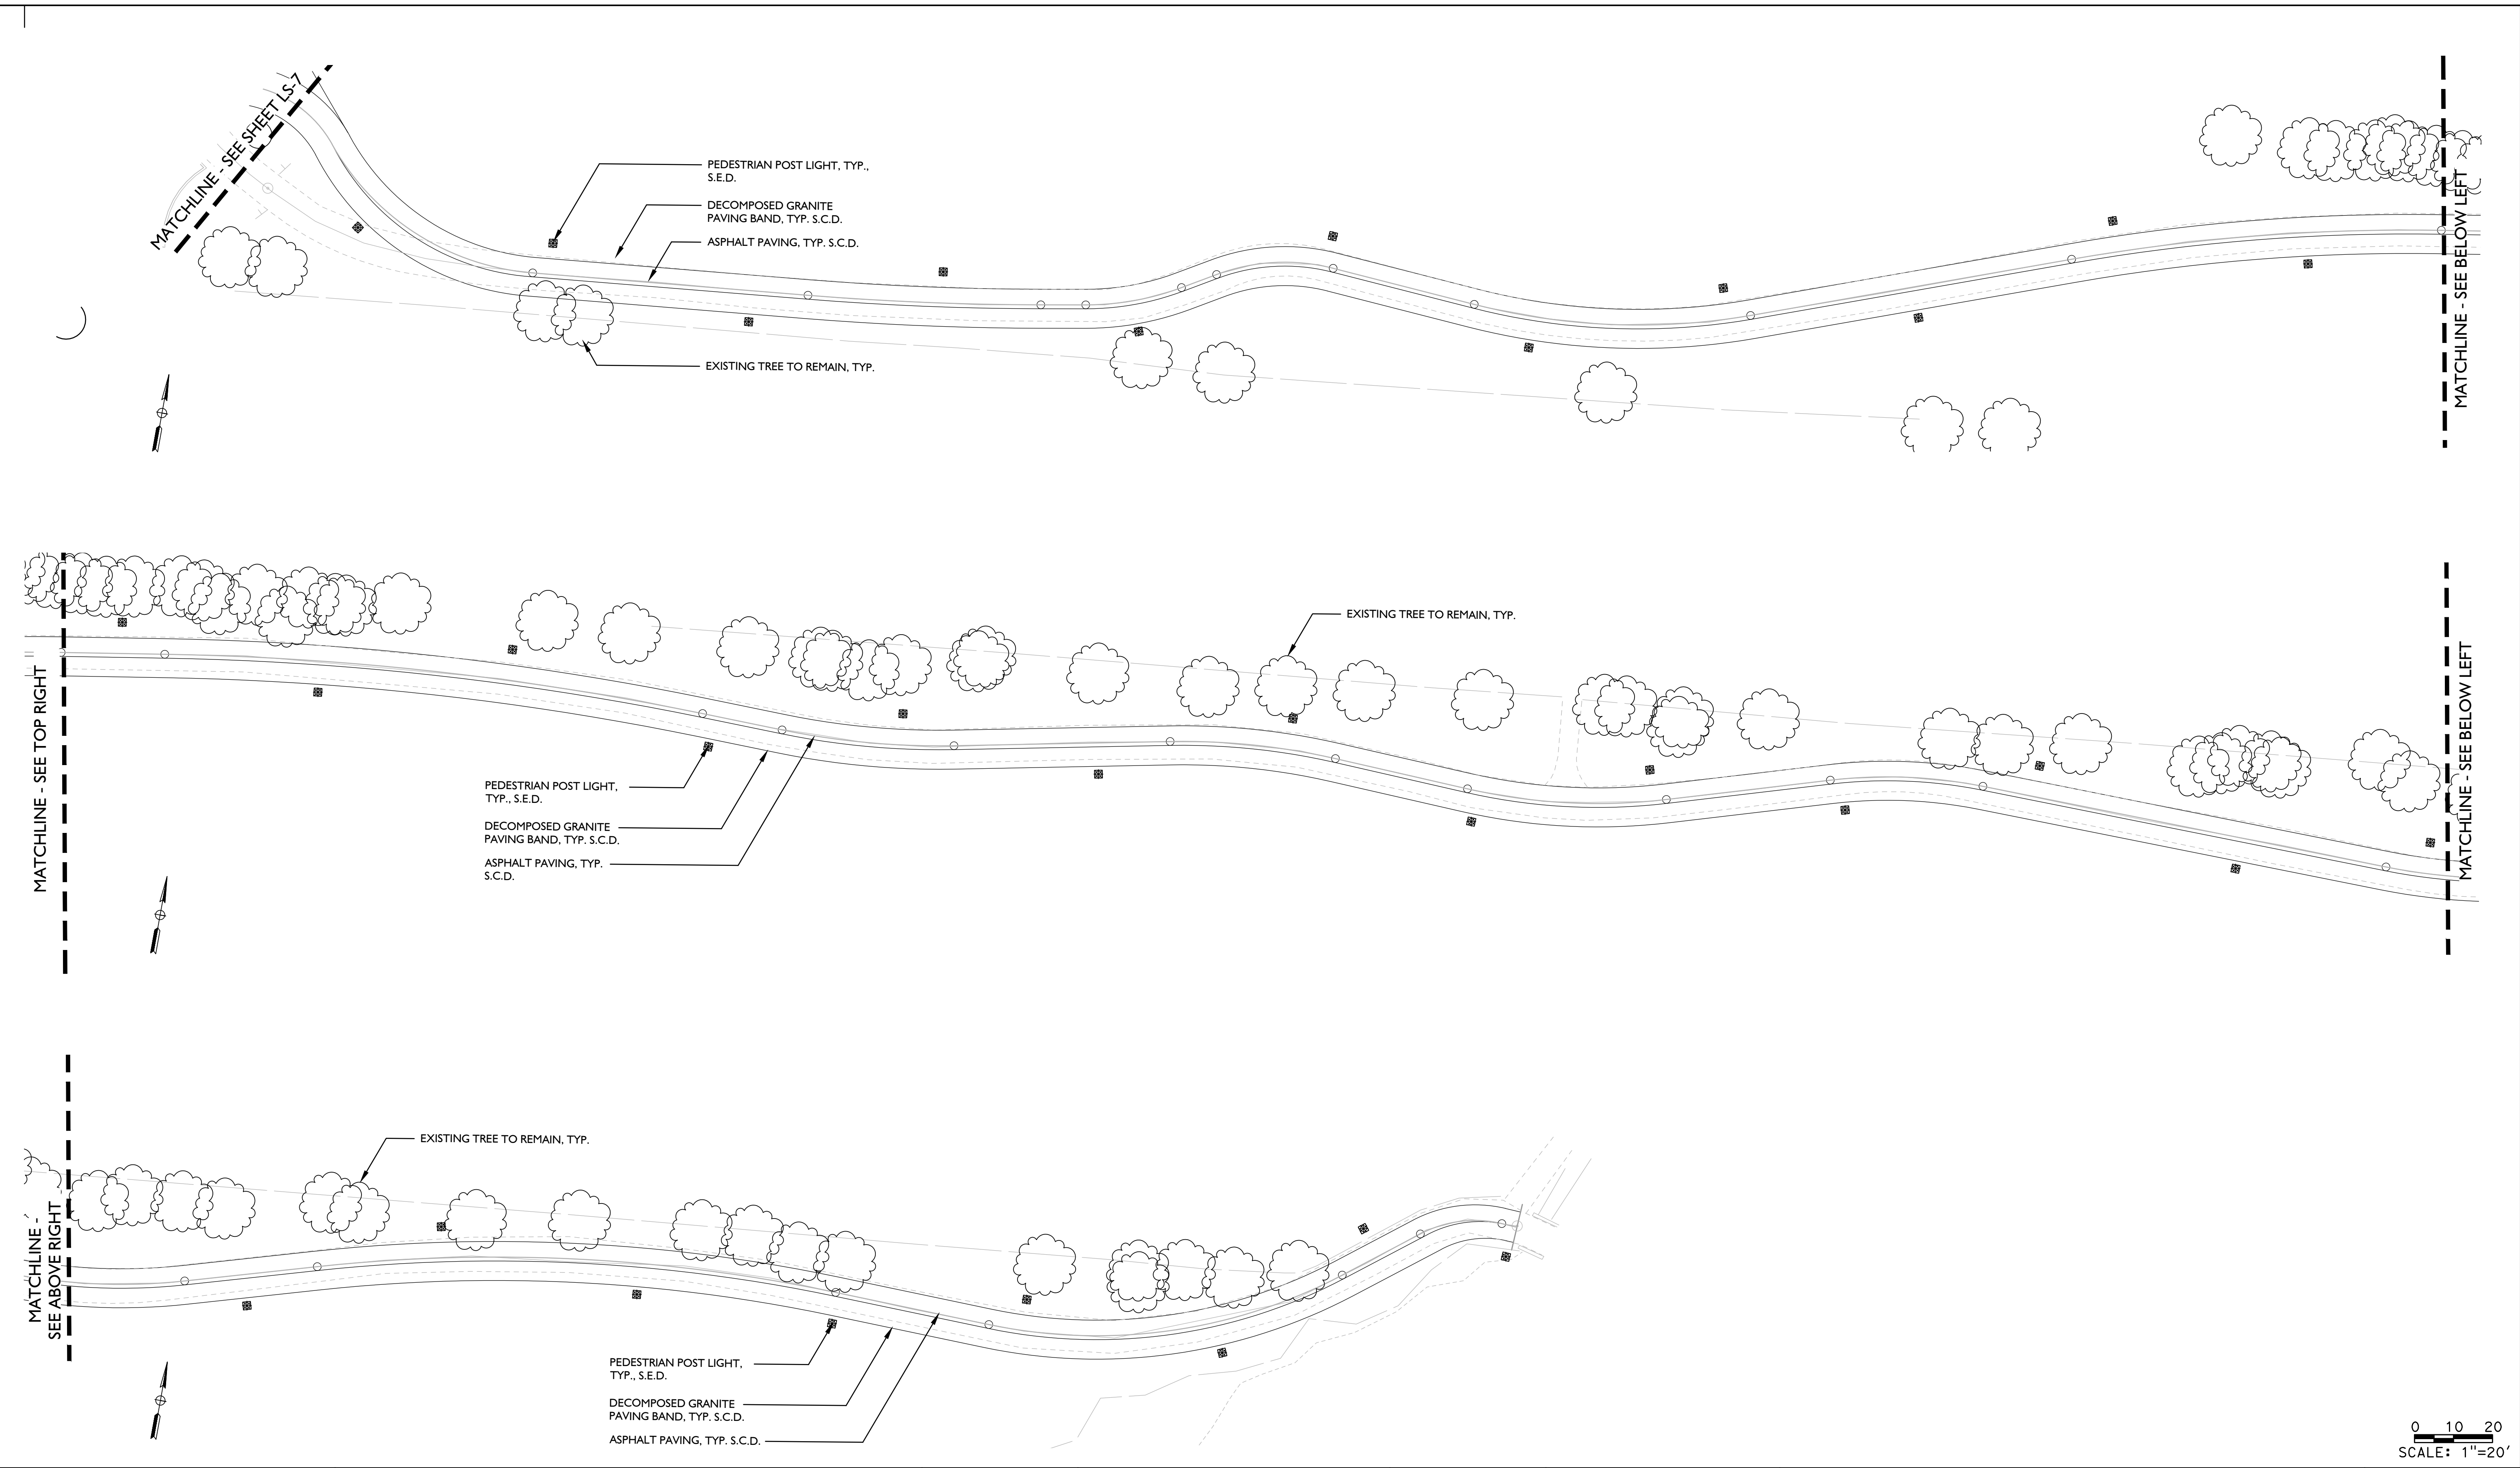 MATCHLINE - SEE SHEET LS-7
PEDESTRIAN POST LIGHT, TYP.,
S.E.D.
DECOMPOSED GRANITE
PAVING BAND, TYP. S.C.D.
ASPHALT PAVING, TYP. S.C.D.
EXISTING TREE TO REMAIN, TYP.
MATCHLINE - SEE BELOW LEFT
MATCHLINE - SEE TOP RIGHT
EXISTING TREE TO REMAIN, TYP.
PEDESTRIAN POST LIGHT,
TYP., S.E.D.
DECOMPOSED GRANITE
PAVING BAND, TYP. S.C.D.
ASPHALT PAVING, TYP.
S.C.D.
MATCHLINE - SEE BELOW LEFT
MATCHLINE -
SEE ABOVE RIGHT
EXISTING TREE TO REMAIN, TYP.
PEDESTRIAN POST LIGHT,
TYP., S.E.D.
DECOMPOSED GRANITE
PAVING BAND, TYP. S.C.D.
ASPHALT PAVING, TYP. S.C.D.
0 10 20
SCALE: 1"=20'